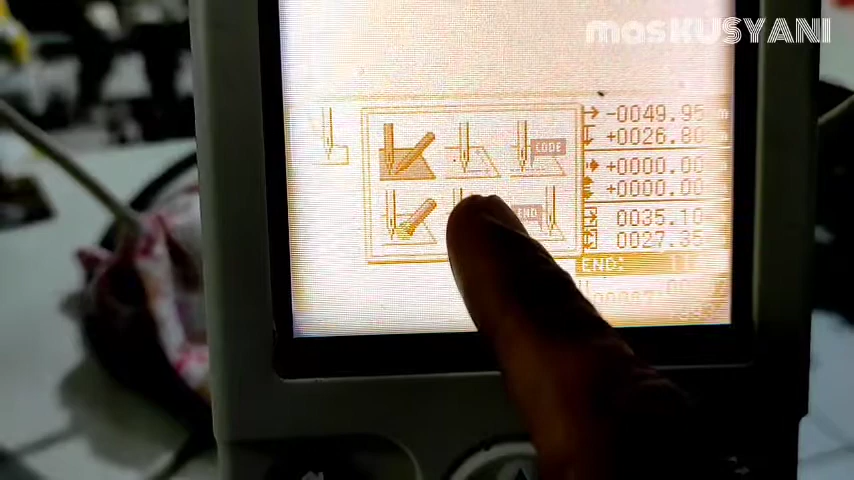 maSKUSYANI
CODE
-0049.95
+0026.80
+0000.00
+0000.00
END
0035.10
0027.35
END: